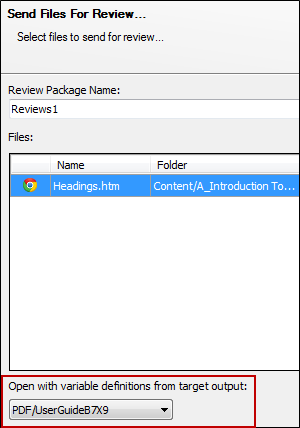 Send Files For Review...
Select files to send for review...
Review Package Name:
Reviews1
Files:
Name Folder
Headings.htm Content/A_Introduction To...
Open with variable definitions from target output:
PDF/UserGuideB7X9